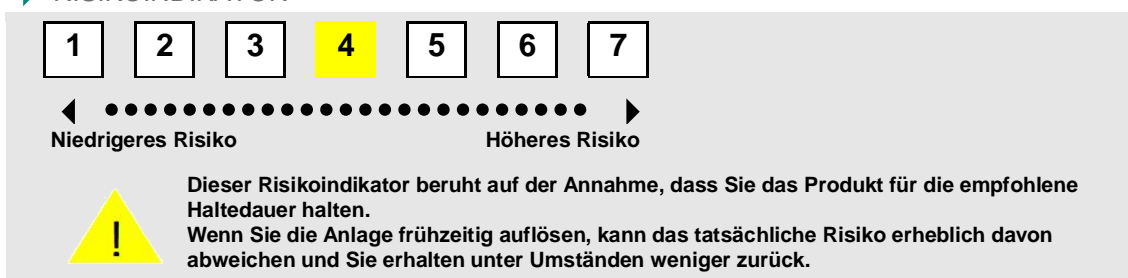 RISIKOINDIKATOR
1 2 3 4 5 6 7
Niedrigeres Risiko Höheres Risiko
Dieser Risikoindikator beruht auf der Annahme, dass Sie das Produkt für die empfohlene
Haltedauer halten.
Wenn Sie die Anlage frühzeitig auflösen, kann das tatsächliche Risiko erheblich davon
abweichen und Sie erhalten unter Umständen weniger zurück.
!